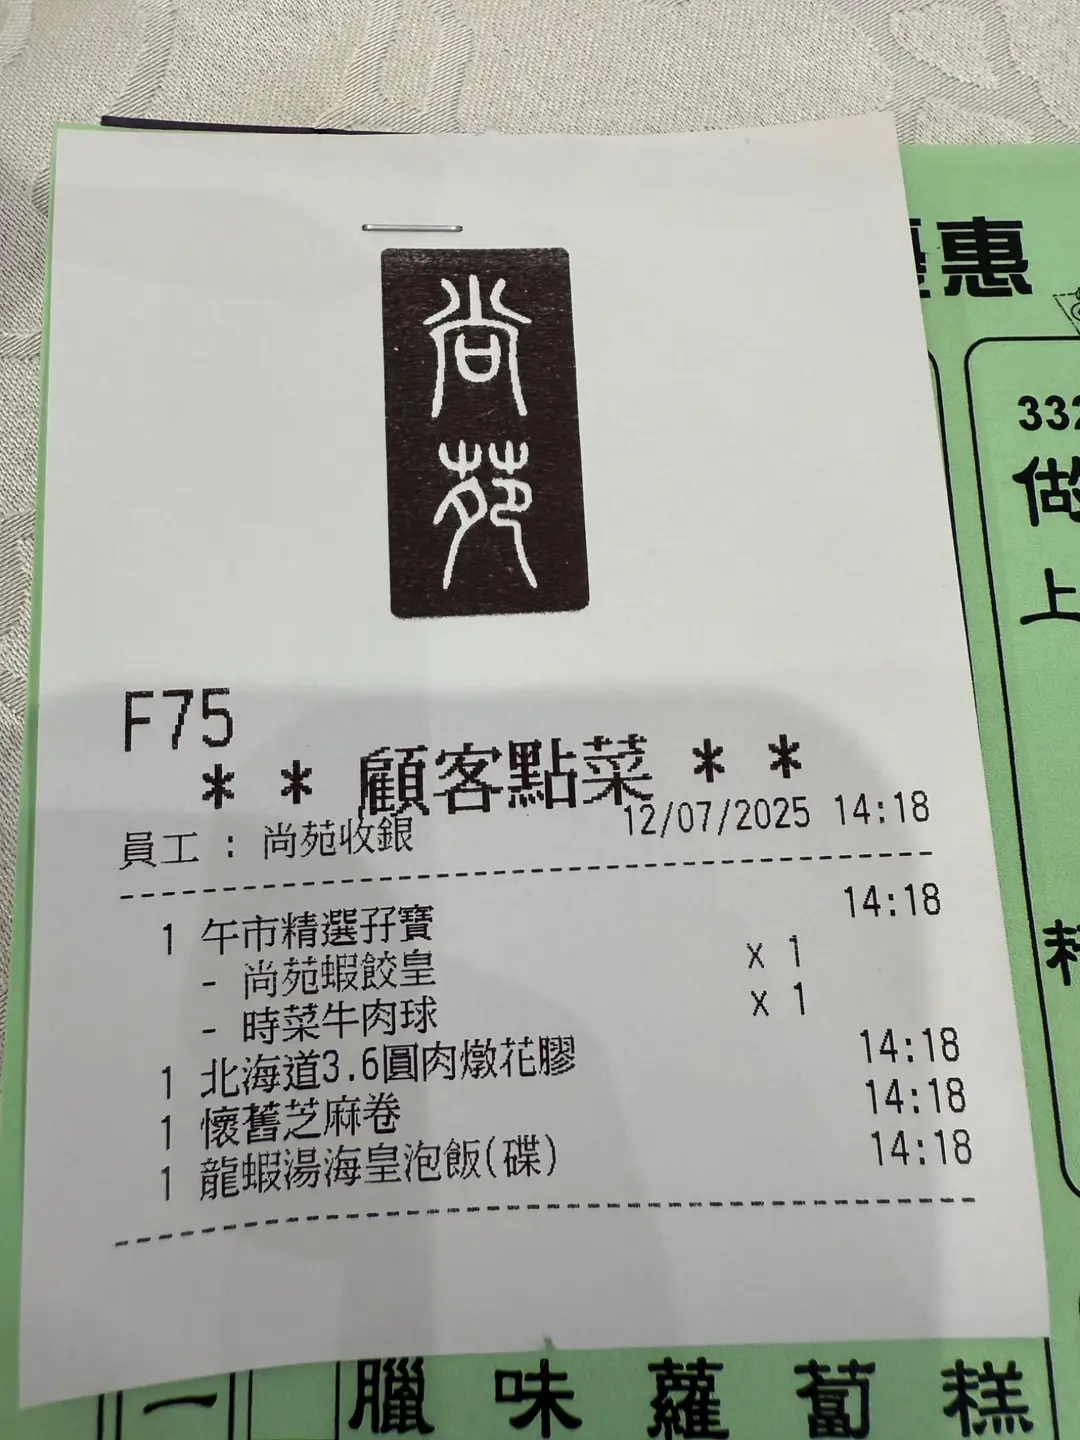 尚
苑
F75
* * 顧客點菜 * *
員工 : 尚苑收銀 12/07/2025 14:18
1 午市精選孖寶 14:18
- 尚苑蝦餃皇 x 1
- 時菜牛肉球 x 1
1 北海道3.6圓肉燉花膠 14:18
1 懷舊芝麻卷 14:18
1 龍蝦湯海皇泡飯(碟) 14:18
惠
332
做
上
一 臘味蘿蔔糕